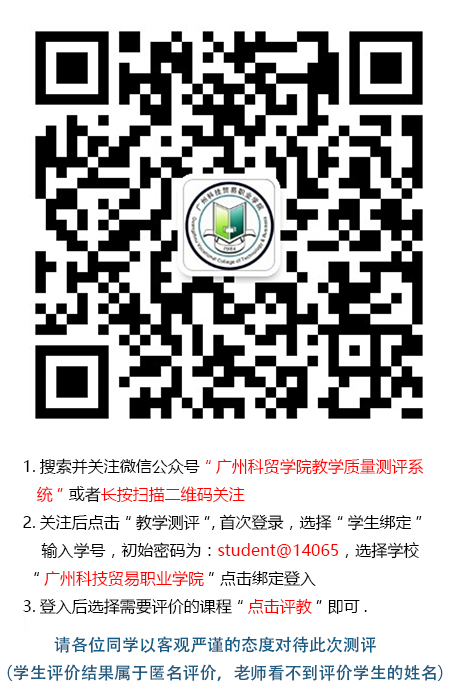 广州科技贸易职业学院
1. 搜索并关注微信公众号“ 广州科贸学院教学质量测评系
统 ”或者长按扫描二维码关注
2. 关注后点击“ 教学测评 ”, 首次登录，选择“ 学生绑定 ”
输入学号，初始密码为：student@14065，选择学校
“ 广州科技贸易职业学院 ” 点击绑定登入
3. 登入后选择需要评价的课程“ 点击评教 ” 即可 .
请各位同学以客观严谨的态度对待此次测评
(学生评价结果属于匿名评价，老师看不到评价学生的姓名)